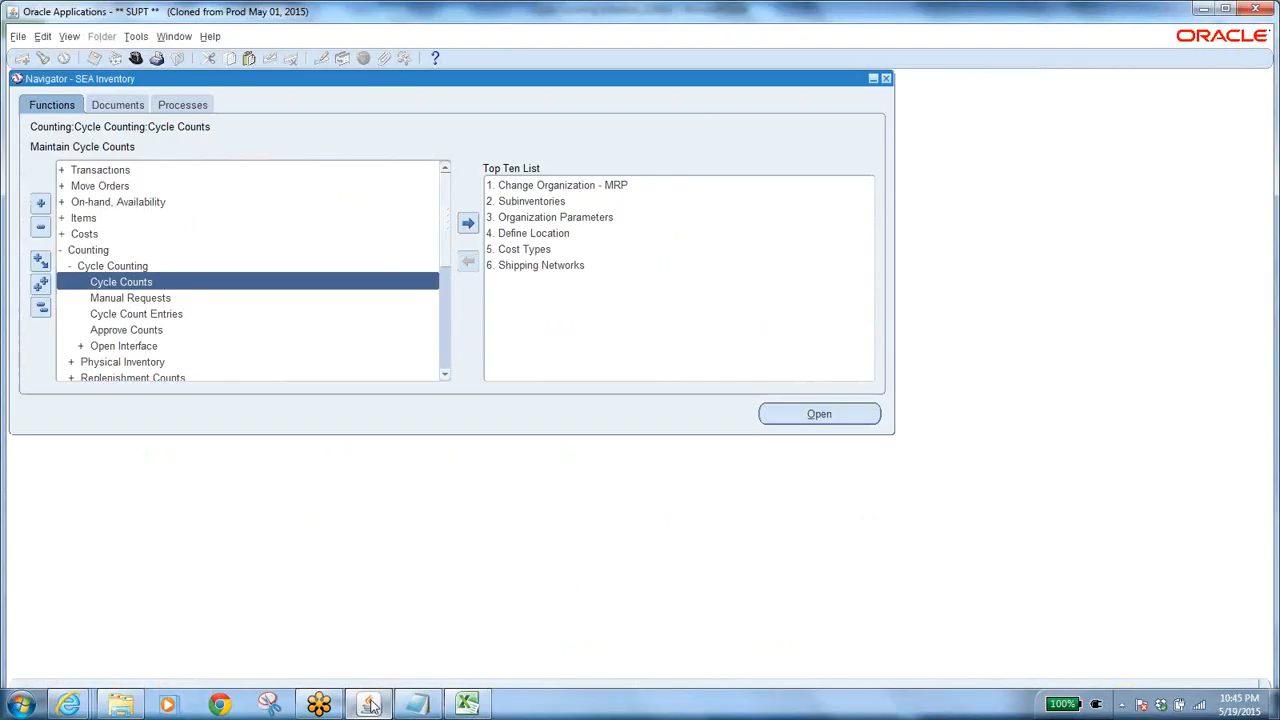 Oracle Applications - ** SUPT ** (Cloned from Prod May 01, 2015)
File Edit View Folder Tools Window Help
ORACLE
Navigator - SEA Inventory
Functions Documents Processes
Counting:Cycle Counting:Cycle Counts
Maintain Cycle Counts
+ Transactions
+ Move Orders
+ On-hand, Availability
+ Items
+ Costs
- Counting
- Cycle Counting
Cycle Counts
Manual Requests
Cycle Count Entries
Approve Counts
+ Open Interface
+ Physical Inventory
+ Replenishment Counts
Top Ten List
1. Change Organization - MRP
2. Subinventories
3. Organization Parameters
4. Define Location
5. Cost Types
6. Shipping Networks
Open
100%
10:45 PM
5/19/2015